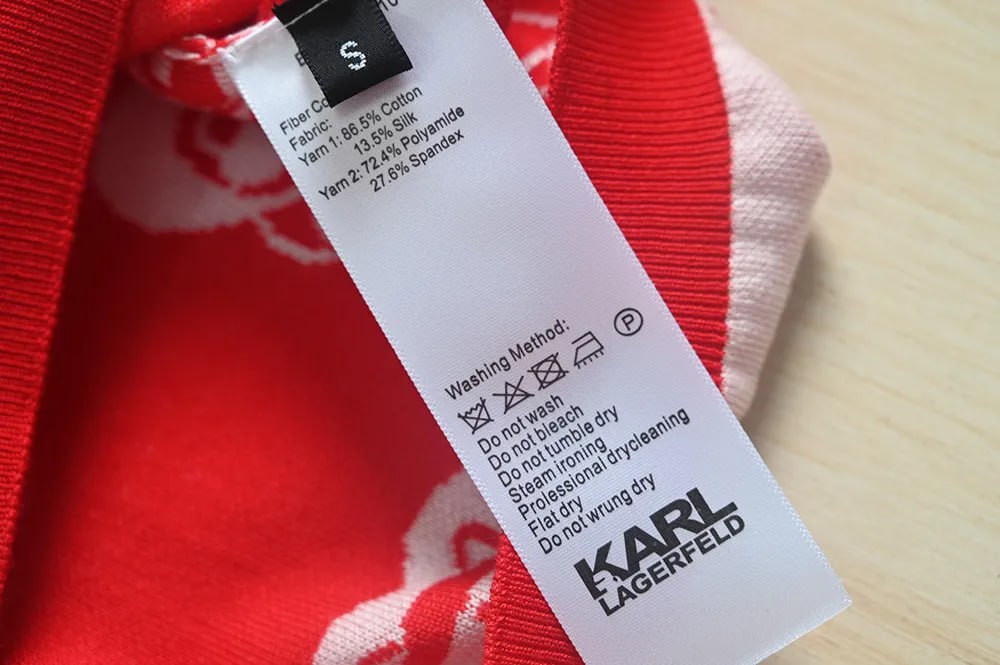 S
10
Fiber Co
Fabric:
Yarn 1: 86.5% Cotton
13.5% Silk
Yarn 2: 72.4% Polyamide
27.6% Spandex
Washing Method:
P
Do not wash
Do not bleach
Do not tumble dry
Steam ironing
Prolessional drycleaning
Flat dry
Do not wrung dry
KARL
LAGERFELD